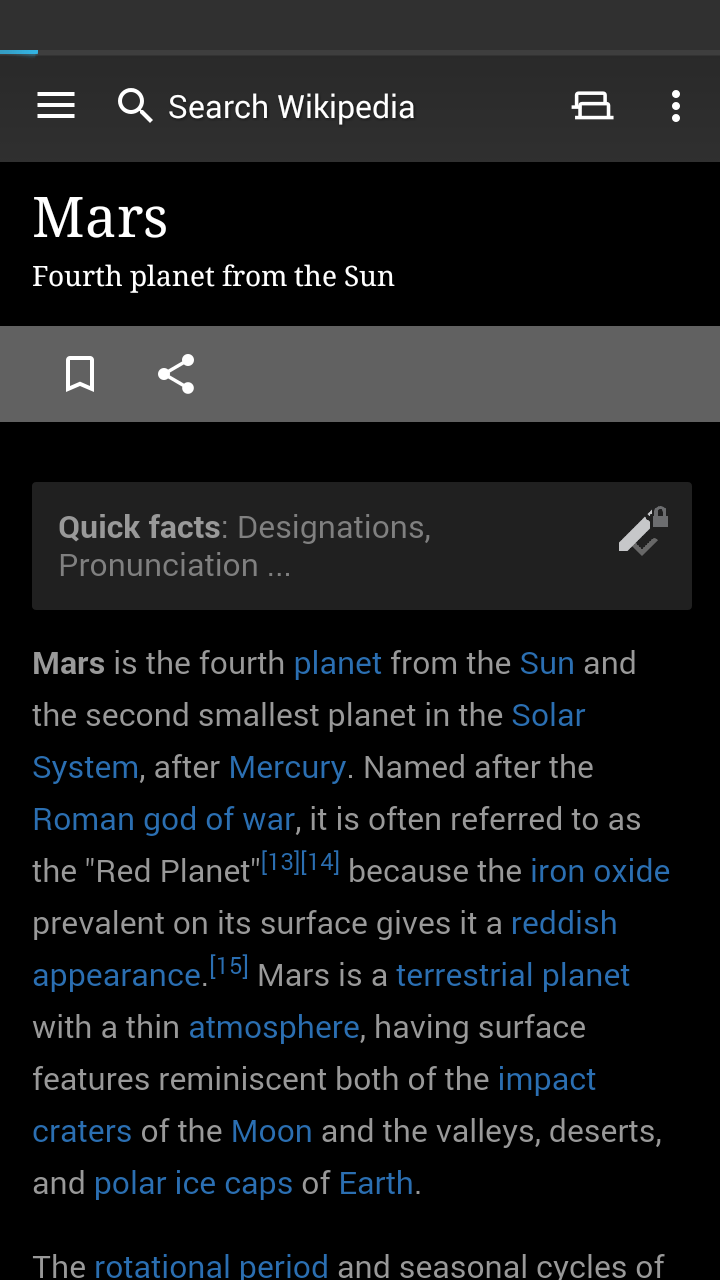 Search Wikipedia
Mars
Fourth planet from the Sun
Quick facts: Designations,
Pronunciation ...
Mars is the fourth planet from the Sun and
the second smallest planet in the Solar
System, after Mercury. Named after the
Roman god of war, it is often referred to as
the "Red Planet"[13][14] because the iron oxide
prevalent on its surface gives it a reddish
appearance.[15] Mars is a terrestrial planet
with a thin atmosphere, having surface
features reminiscent both of the impact
craters of the Moon and the valleys, deserts,
and polar ice caps of Earth.
The rotational period and seasonal cycles of